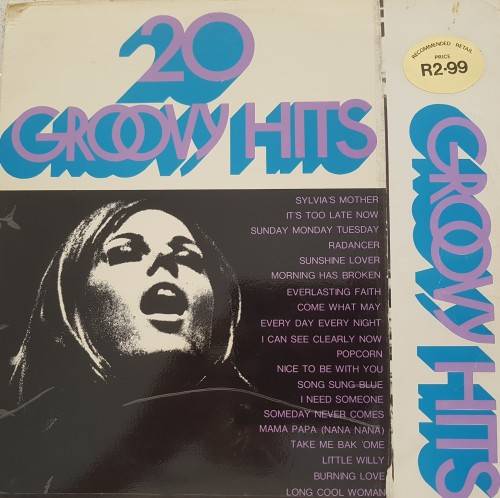 20
GROOVY HITS
SYLVIA'S MOTHER
IT'S TOO LATE NOW
SUNDAY MONDAY TUESDAY
RADANCER
SUNSHINE LOVER
MORNING HAS BROKEN
EVERLASTING FAITH
COME WHAT MAY
EVERY DAY EVERY NIGHT
I CAN SEE CLEARLY NOW
POPCORN
NICE TO BE WITH YOU
SONG SUNG BLUE
I NEED SOMEONE
SOMEDAY NEVER COMES
MAMA PAPA (NANA NANA)
TAKE ME BAK 'OME
LITTLE WILLY
BURNING LOVE
LONG COOL WOMAN
RECOMMENDED RETAIL
PRICE
R2·99
GROOVY HITS